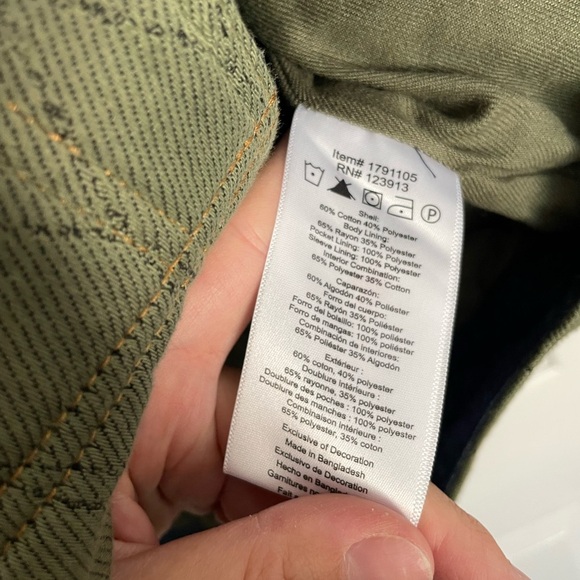 Item# 1791105
RN# 123913
P
Shell:
60% Cotton 40% Polyester
Body Lining:
65% Rayon 35% Polyester
Pocket Lining: 100% Polyester
Sleeve Lining: 100% Polyester
Interior Combination:
65% Polyester 35% Cotton
Caparazón:
60% Algodón 40% Poliéster
Forro del cuerpo:
65% Rayón 35% Poliéster
Forro del bolsillo: 100% Poliéster
Forro de mangas: 100% Poliéster
Combinación de interiores:
65% Poliéster 35% Algodón
Extérieur :
60% coton, 40% polyester
Doublure intérieure :
65% rayonne, 35% polyester
Doublure des poches : 100% polyester
Doublure des manches : 100% polyester
Combinaison intérieure :
65% polyester, 35% coton
Exclusive of Decoration
Made in Bangladesh
Exclusivo de Decoration
Hecho en Bangladesh
Garnitures
Fait